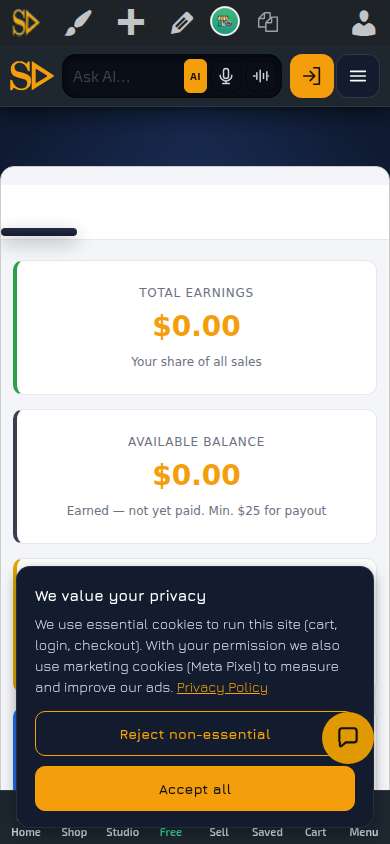 SD
Ask AI...
AI
TOTAL EARNINGS
$0.00
Your share of all sales
AVAILABLE BALANCE
$0.00
Earned — not yet paid. Min. $25 for payout
We value your privacy
We use essential cookies to run this site (cart,
login, checkout). With your permission we also
use marketing cookies (Meta Pixel) to measure
and improve our ads. Privacy Policy
Reject non-essential
Accept all
Home Shop Studio Free Sell Saved Cart Menu